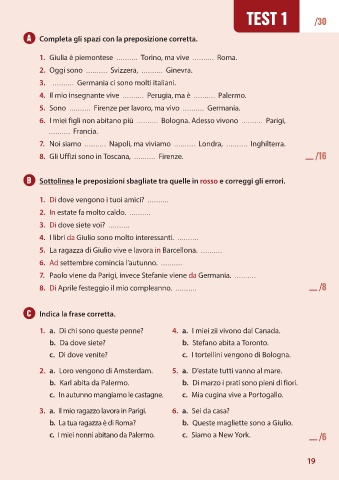 TEST 1 /30
A Completa gli spazi con la preposizione corretta.
1. Giulia è piemontese .......... Torino, ma vive .......... Roma.
2. Oggi sono .......... Svizzera, .......... Ginevra.
3. .......... Germania ci sono molti italiani.
4. Il mio insegnante vive .......... Perugia, ma è .......... Palermo.
5. Sono .......... Firenze per lavoro, ma vivo .......... Germania.
6. I miei figli non abitano più .......... Bologna. Adesso vivono .......... Parigi,
.......... Francia.
7. Noi siamo .......... Napoli, ma viviamo .......... Londra, .......... Inghilterra.
8. Gli Uffizi sono in Toscana, .......... Firenze.
__ /16
B Sottolinea le preposizioni sbagliate tra quelle in rosso e correggi gli errori.
1. Di dove vengono i tuoi amici? ..........
2. In estate fa molto caldo. ..........
3. Di dove siete voi? ..........
4. I libri da Giulio sono molto interessanti. ..........
5. La ragazza di Giulio vive e lavora in Barcellona. ..........
6. Ad settembre comincia l'autunno. ..........
7. Paolo viene da Parigi, invece Stefanie viene da Germania. ..........
8. Di Aprile festeggio il mio compleanno. ..........
__ /8
C Indica la frase corretta.
1. a. Di chi sono queste penne?
b. Da dove siete?
c. Di dove venite?
2. a. Loro vengono di Amsterdam.
b. Karl abita da Palermo.
c. In autunno mangiamo le castagne.
3. a. Il mio ragazzo lavora in Parigi.
b. La tua ragazza è di Roma?
c. I miei nonni abitano da Palermo.
4. a. I miei zii vivono dal Canada.
b. Stefano abita a Toronto.
c. I tortellini vengono di Bologna.
5. a. D'estate tutti vanno al mare.
b. Di marzo i prati sono pieni di fiori.
c. Mia cugina vive a Portogallo.
6. a. Sei da casa?
b. Queste magliette sono a Giulio.
c. Siamo a New York.
__ /6
19